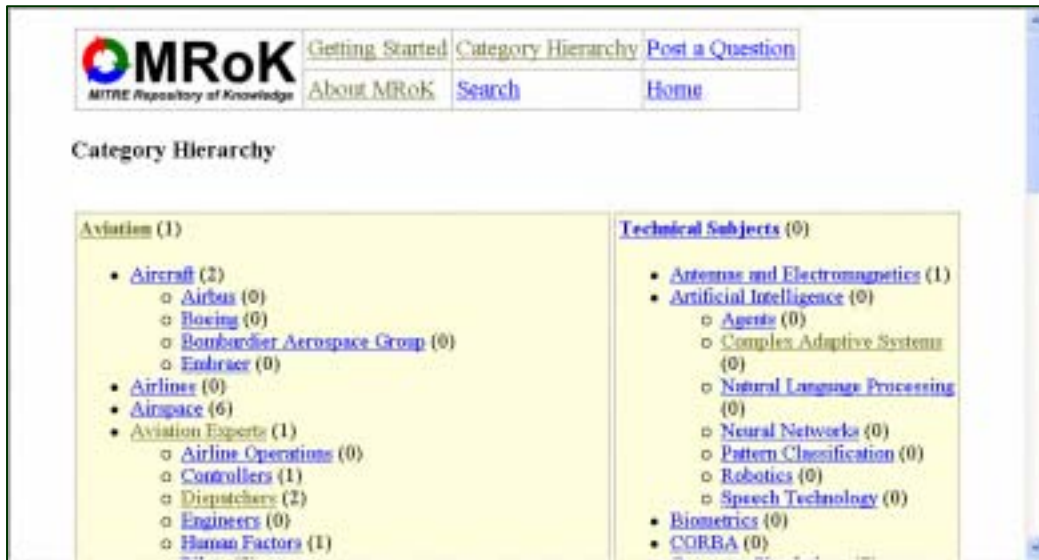 MRoK
MITRE Repository of Knowledge
Getting Started Category Hierarchy Post a Question
About MRoK Search Home
Category Hierarchy
Aviation (1)
Aircraft (2)
Airbus (0)
Boeing (0)
Bombardier Aerospace Group (0)
Embraer (0)
Airlines (0)
Airspace (6)
Aviation Experts (1)
Airline Operations (0)
Controllers (1)
Dispatchers (2)
Engineers (0)
Human Factors (1)
Technical Subjects (0)
Antennas and Electromagnetics (1)
Artificial Intelligence (0)
Agents (0)
Complex Adaptive Systems
(0)
Natural Language Processing
(0)
Neural Networks (0)
Pattern Classification (0)
Robotics (0)
Speech Technology (0)
Biometrics (0)
CORBA (0)